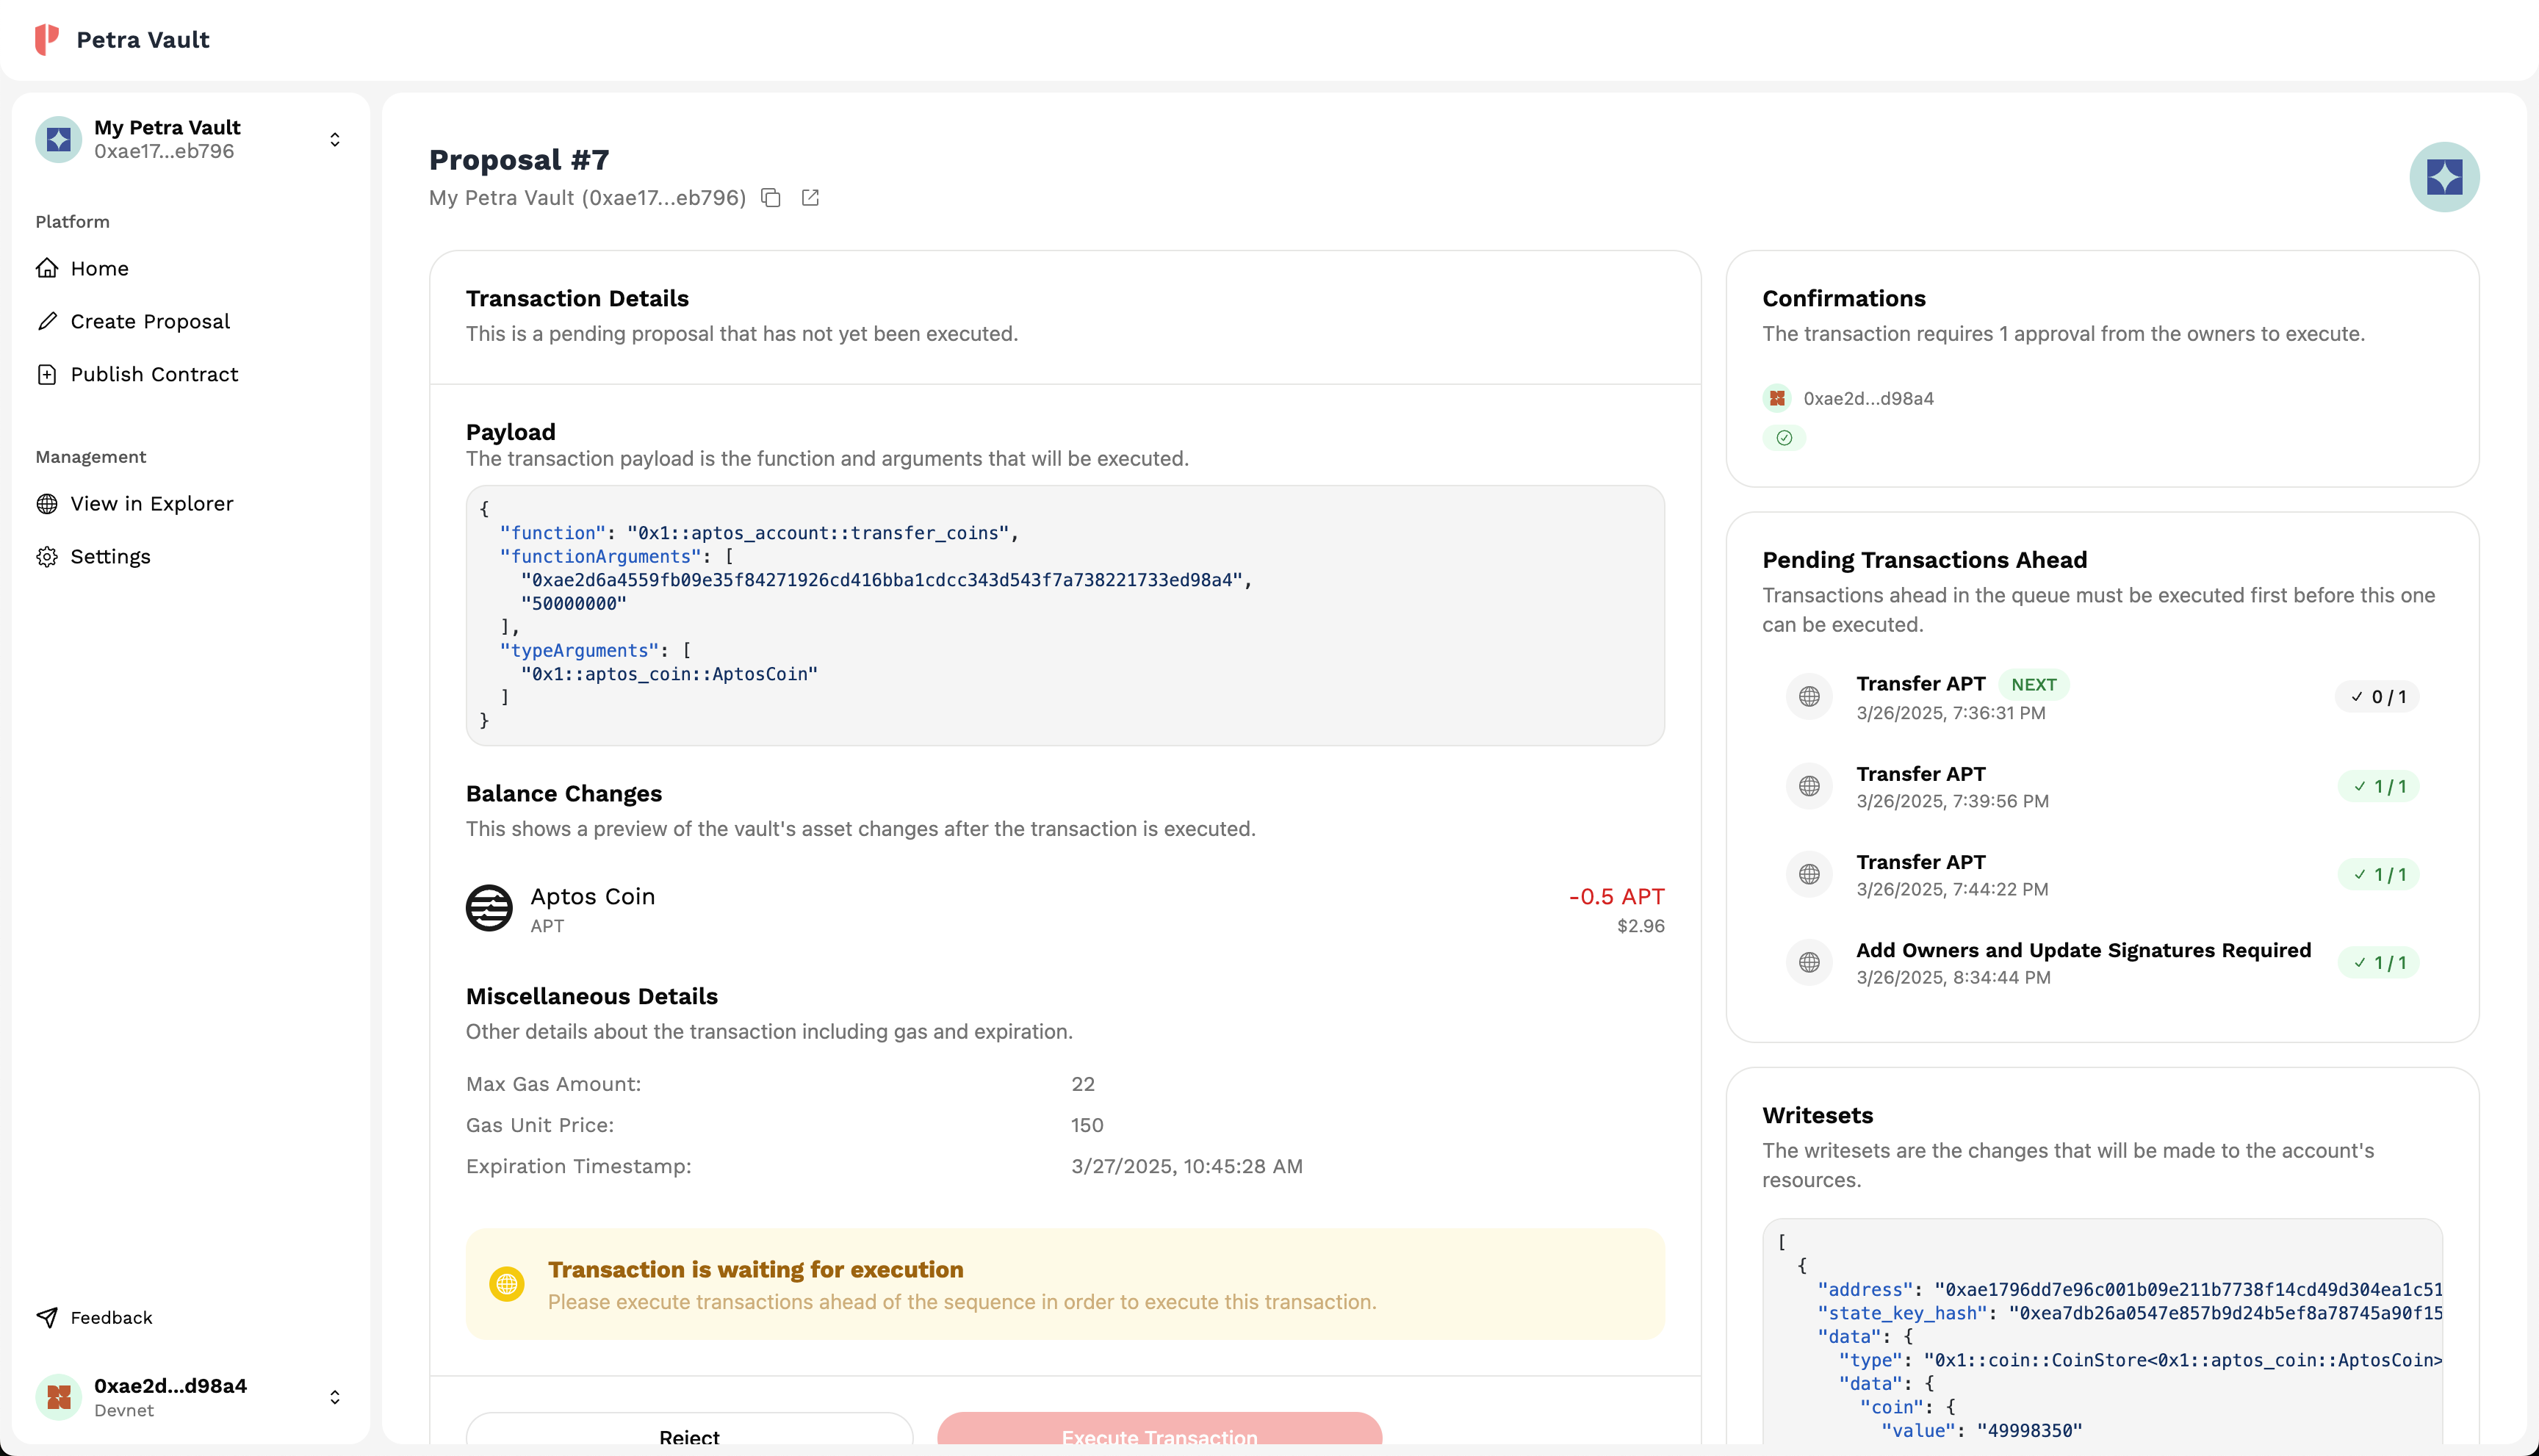 Petra Vault
My Petra Vault
0xae17...eb796
Platform
Home
Create Proposal
Publish Contract
Management
View in Explorer
Settings
Feedback
0xae2d...d98a4
Devnet
Proposal #7
My Petra Vault (0xae17...eb796)
Transaction Details
This is a pending proposal that has not yet been executed.
Payload
The transaction payload is the function and arguments that will be executed.
{
"function": "0x1::aptos_account::transfer_coins",
"functionArguments": [
"0xae2d6a4559fb09e35f84271926cd416bba1cdcc343d543f7a738221733ed98a4",
"50000000"
],
"typeArguments": [
"0x1::aptos_coin::AptosCoin"
]
}
Balance Changes
This shows a preview of the vault's asset changes after the transaction is executed.
Aptos Coin -0.5 APT
APT $2.96
Miscellaneous Details
Other details about the transaction including gas and expiration.
Max Gas Amount: 22
Gas Unit Price: 150
Expiration Timestamp: 3/27/2025, 10:45:28 AM
Transaction is waiting for execution
Please execute transactions ahead of the sequence in order to execute this transaction.
Reject Execute Transaction
Confirmations
The transaction requires 1 approval from the owners to execute.
0xae2d...d98a4
Pending Transactions Ahead
Transactions ahead in the queue must be executed first before this one
can be executed.
Transfer APT NEXT
3/26/2025, 7:36:31 PM
0 / 1
Transfer APT
3/26/2025, 7:39:56 PM
1 / 1
Transfer APT
3/26/2025, 7:44:22 PM
1 / 1
Add Owners and Update Signatures Required
3/26/2025, 8:34:44 PM
1 / 1
Writesets
The writesets are the changes that will be made to the account's
resources.
[
{
"address": "0xae1796dd7e96c001b09e211b7738f14cd49d304ea1c51
"state_key_hash": "0xea7db26a0547e857b9d24b5ef8a78745a90f15
"data": {
"type": "0x1::coin::CoinStore<0x1::aptos_coin::AptosCoin>
"data": {
"coin": {
"value": "49998350"